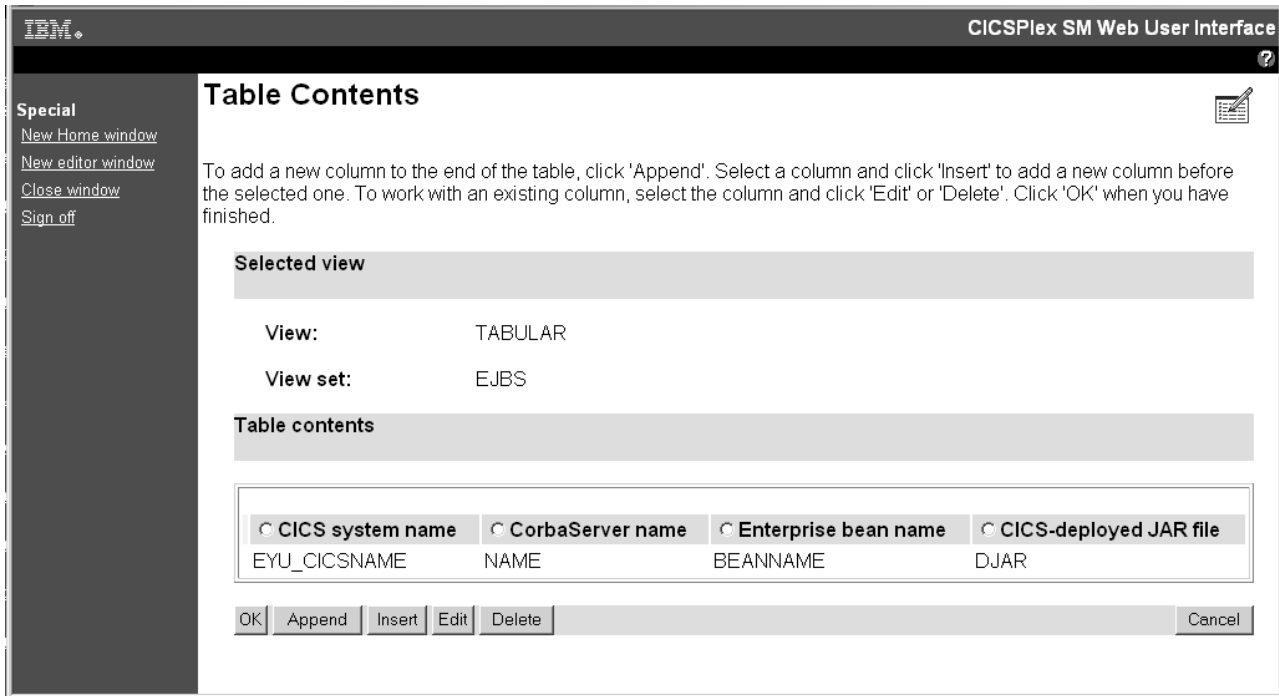 IBM.
CICSPlex SM Web User Interface
?
Special
New Home window
New editor window
Close window
Sign off
Table Contents
To add a new column to the end of the table, click 'Append'. Select a column and click 'Insert' to add a new column before
the selected one. To work with an existing column, select the column and click 'Edit' or 'Delete'. Click 'OK' when you have
finished.
Selected view
View: TABULAR
View set: EJBS
Table contents
CICS system name CorbaServer name Enterprise bean name CICS-deployed JAR file
EYU_CICSNAME NAME BEANNAME DJAR
OK Append Insert Edit Delete Cancel